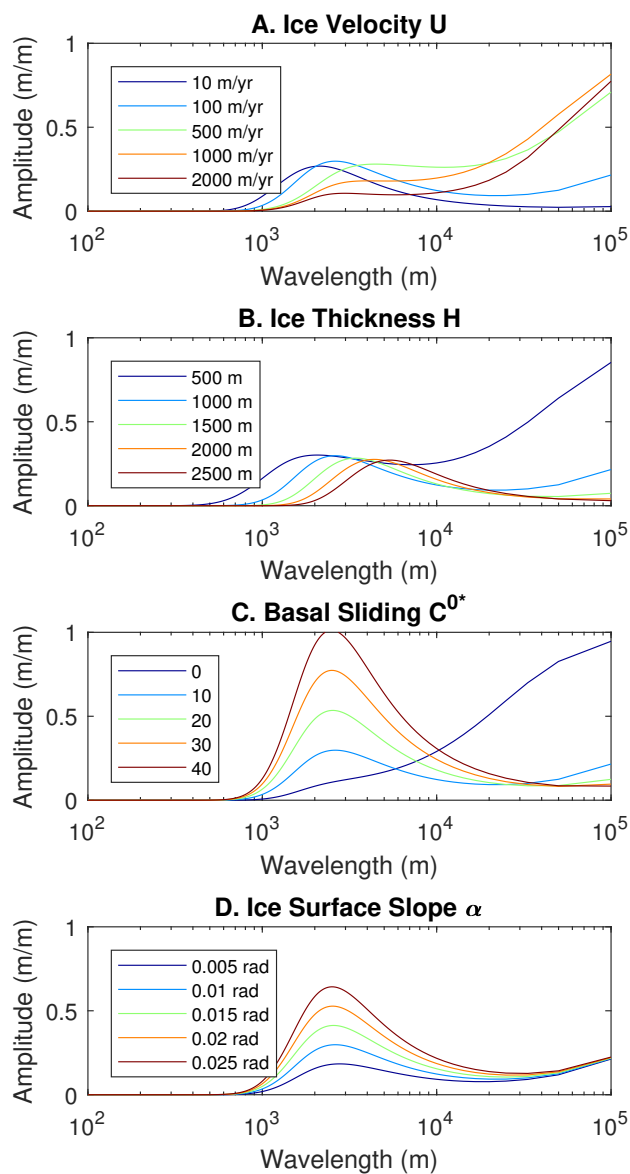 A. Ice Velocity U
1
0.5
0
Amplitude (m/m)
10 m/yr
100 m/yr
500 m/yr
1000 m/yr
2000 m/yr
10² 10³ 10⁴ 10⁵
Wavelength (m)
B. Ice Thickness H
1
0.5
0
Amplitude (m/m)
500 m
1000 m
1500 m
2000 m
2500 m
10² 10³ 10⁴ 10⁵
Wavelength (m)
C. Basal Sliding C⁰*
1
0.5
0
Amplitude (m/m)
0
10
20
30
40
10² 10³ 10⁴ 10⁵
Wavelength (m)
D. Ice Surface Slope α
1
0.5
0
Amplitude (m/m)
0.005 rad
0.01 rad
0.015 rad
0.02 rad
0.025 rad
10² 10³ 10⁴ 10⁵
Wavelength (m)